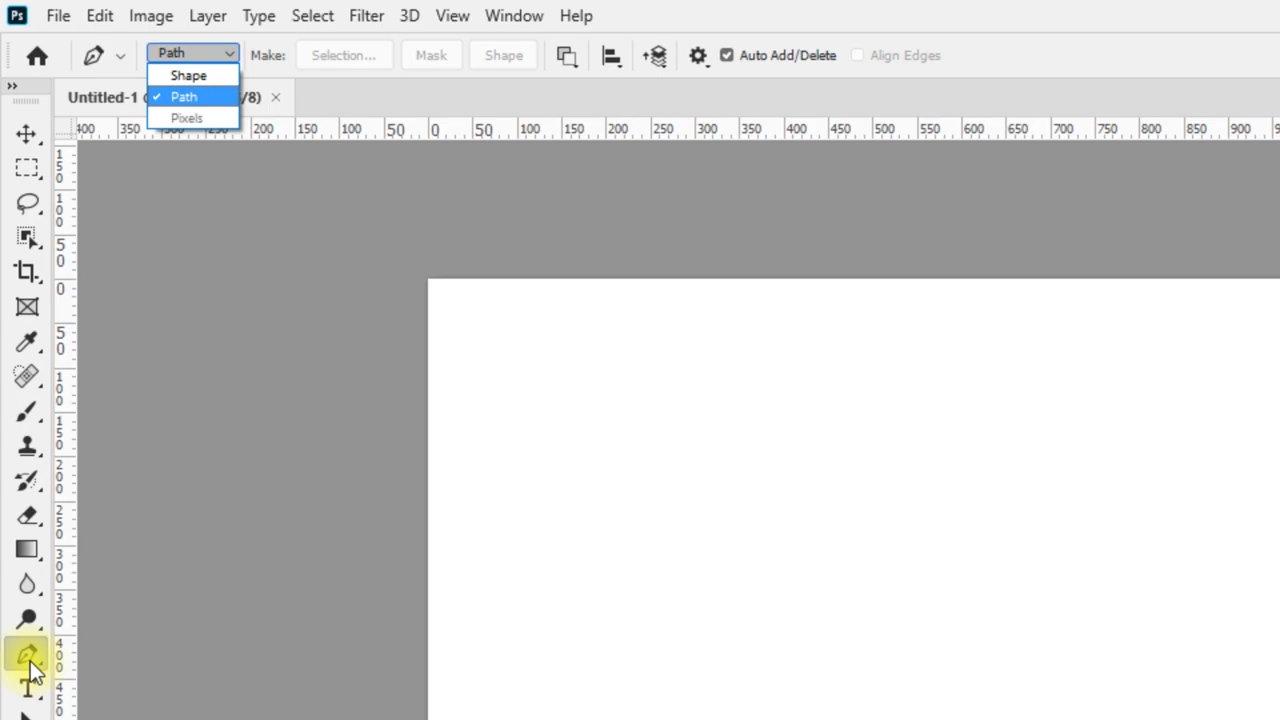 Ps File Edit Image Layer Type Select Filter 3D View Window Help
Path Make: Selection... Mask Shape Auto Add/Delete Align Edges
Shape
Path
Pixels
Untitled-1 /8) ×
400 350 250 200 150 100 50 0 50 100 150 200 250 300 350 400 450 500 550 600 650 700 750 800 850 900
150
100
50
0
50
100
150
200
250
300
350
400
450